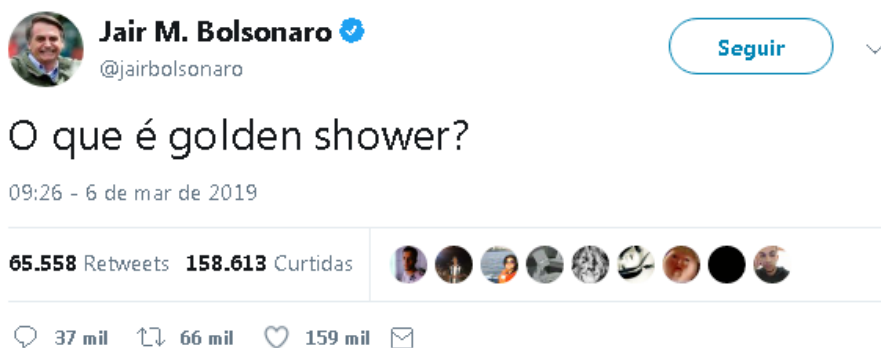 Jair M. Bolsonaro
@jairbolsonaro
Seguir
O que é golden shower?
09:26 - 6 de mar de 2019
65.558 Retweets 158.613 Curtidas
37 mil 66 mil 159 mil